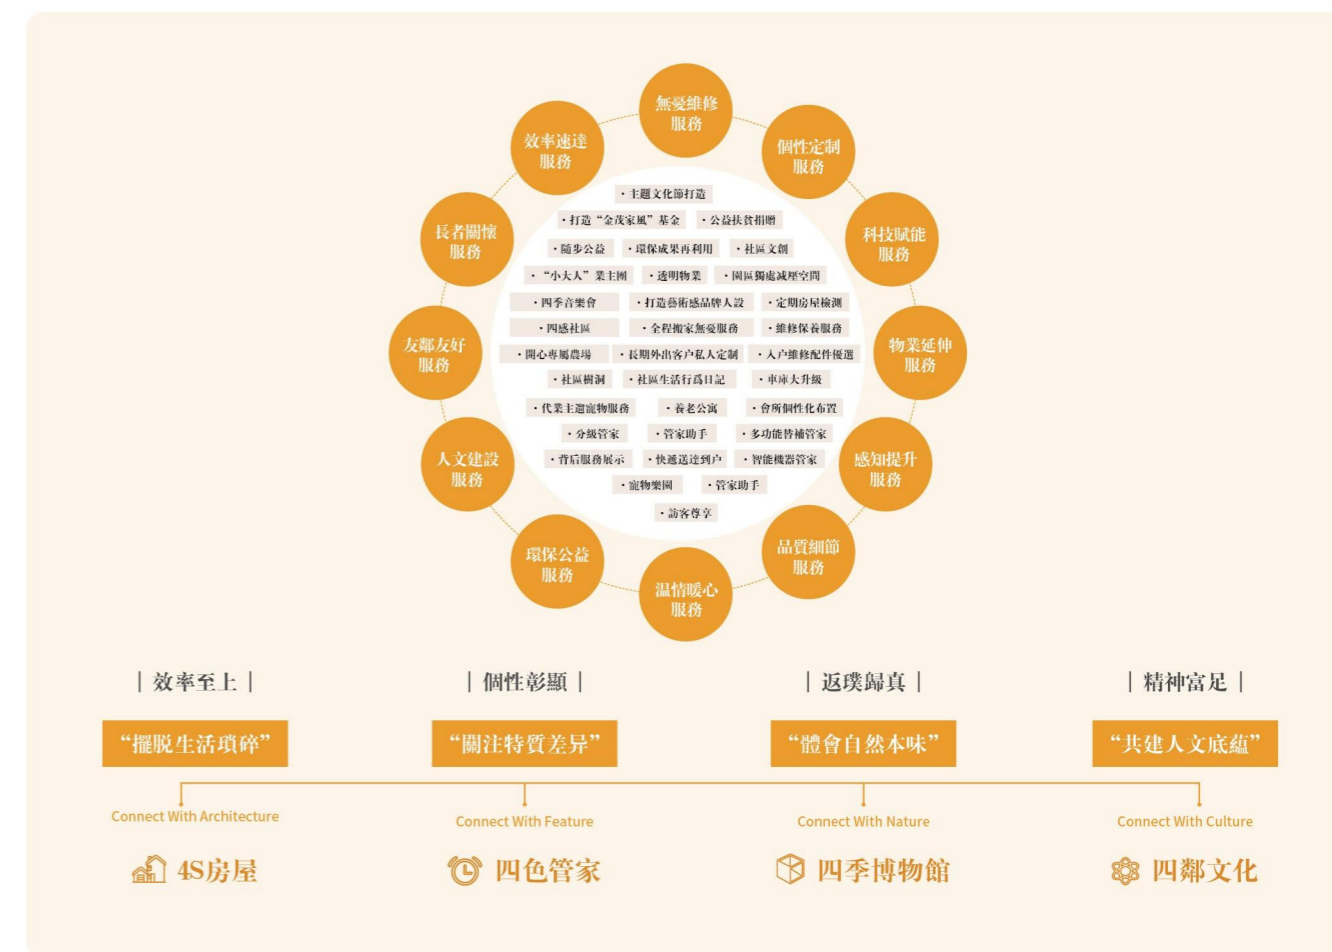 無憂維修
服務
個性定制
服務
科技賦能
服務
物業延伸
服務
感知提升
服務
品質細節
服務
温情暖心
服務
環保公益
服務
人文建設
服務
友鄰友好
服務
長者關懷
服務
效率速達
服務
·主題文化節打造
·打造“金茂家風”基金 ·公益扶貧捐贈
·隨步公益 ·環保成果再利用 ·社區文創
·“小大人”業主團 ·透明物業 ·園區獨處减壓空間
·四季音樂會 ·打造藝術感品牌人設 ·定期房屋檢測
·四感社區 ·全程搬家無憂服務 ·維修保養服務
·開心專屬農場 ·長期外出客户私人定制 ·入户維修配件優選
·社區樹洞 ·社區生活行爲日記 ·車庫大升級
·代業主遛寵物服務 ·養老公寓 ·會所個性化布置
·分級管家 ·管家助手 ·多功能替補管家
·背后服務展示 ·快遞送達到户 ·智能機器管家
·寵物樂園 ·管家助手
·訪客尊享
｜效率至上｜ ｜個性彰顯｜ ｜返璞歸真｜ ｜精神富足｜
“擺脱生活瑣碎” “關注特質差异” “體會自然本味” “共建人文底蘊”
Connect With Architecture Connect With Feature Connect With Nature Connect With Culture
4S房屋 四色管家 四季博物館 四鄰文化